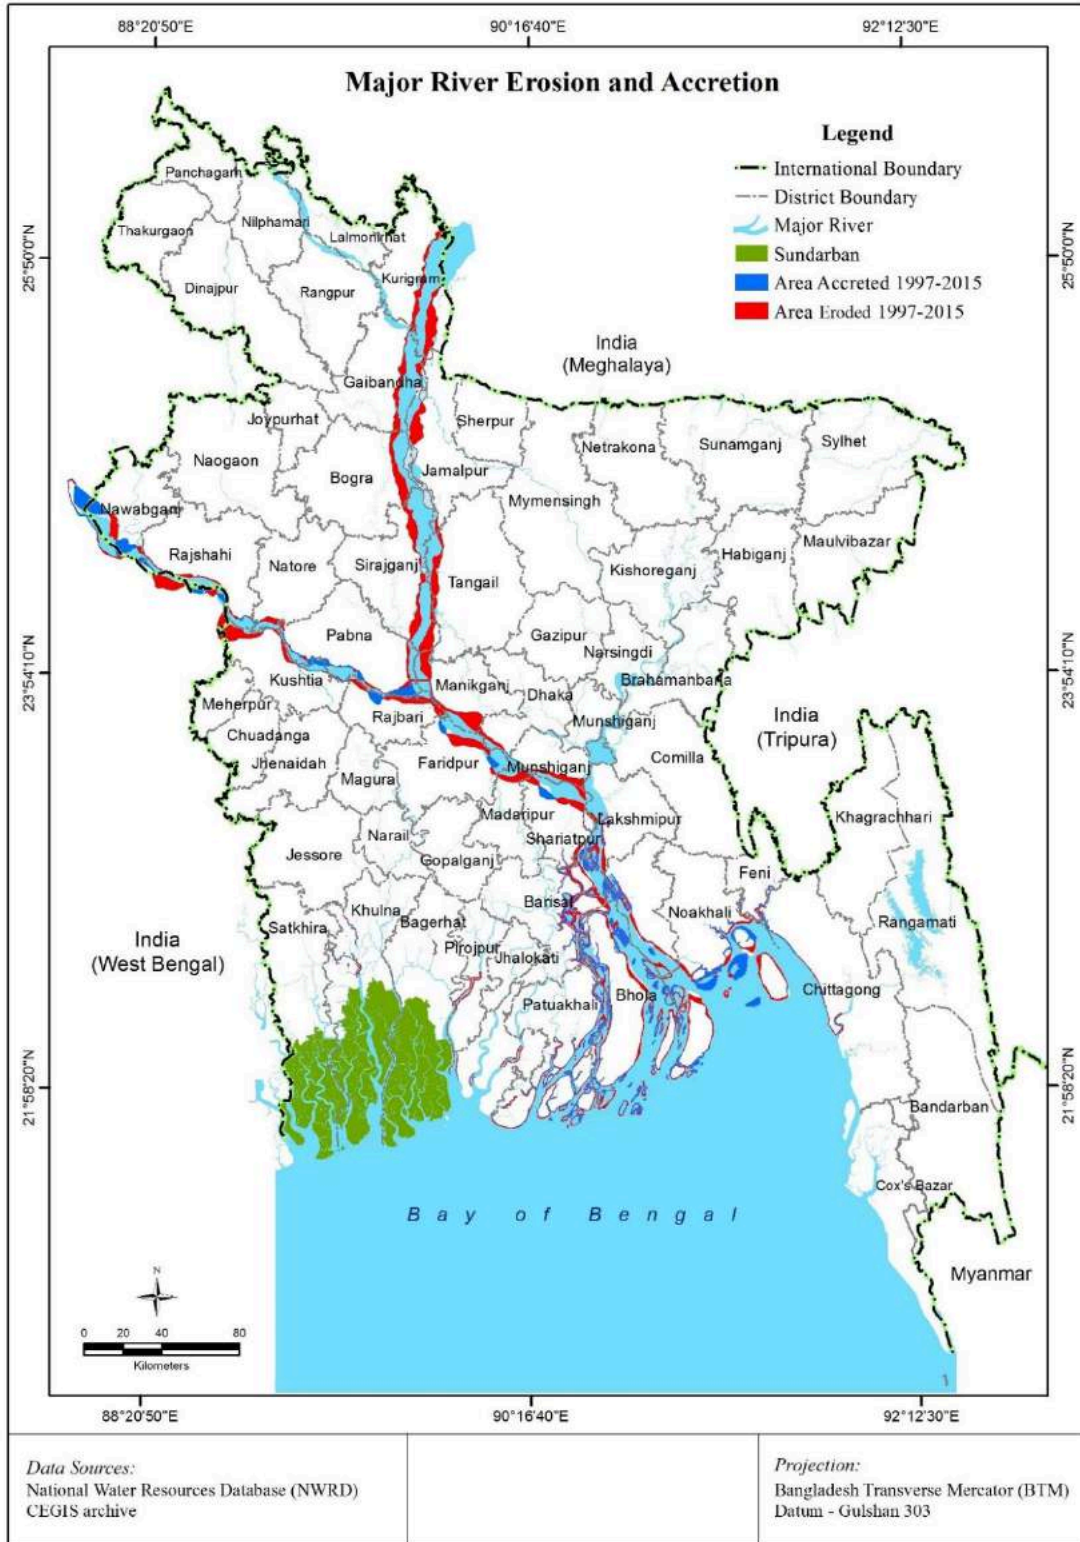 88°20'50"E 90°16'40"E 92°12'30"E
Major River Erosion and Accretion
Legend
International Boundary
District Boundary
Major River
Sundarban
Area Accreted 1997-2015
Area Eroded 1997-2015
25°50'0"N
25°50'0"N
Panchagarh
Thakurgaon
Nilphamari
Lalmonirhat
Dinajpur
Rangpur
Kurigram
India
(Meghalaya)
Gaibandha
Joypurhat
Sherpur
Netrakona
Sunamganj
Sylhet
Naogaon
Bogra
Jamalpur
Mymensingh
Nawabganj
Rajshahi
Natore
Sirajganj
Tangail
Kishoreganj
Habiganj
Maulvibazar
Pabna
Gazipur
Narsingdi
23°54'10"N
23°54'10"N
Kushtia
Manikganj
Dhaka
Brahamanbaria
Meherpur
Rajbari
Munshiganj
India
(Tripura)
Chuadanga
Jhenaidah
Magura
Faridpur
Munshiganj
Comilla
Madaripur
Lakshmipur
Khagrachhari
Jessore
Narail
Gopalganj
Shariatpur
Feni
Khulna
Bagerhat
Barisal
Noakhali
Rangamati
Satkhira
India
(West Bengal)
Pirojpur
Jhalokati
Patuakhali
Bhola
Chittagong
21°58'20"N
21°58'20"N
Bandarban
Cox's Bazar
Bay of Bengal
Myanmar
N
0 20 40 80
Kilometers
1
88°20'50"E 90°16'40"E 92°12'30"E
Data Sources:
National Water Resources Database (NWRD)
CEGIS archive
Projection:
Bangladesh Transverse Mercator (BTM)
Datum - Gulshan 303